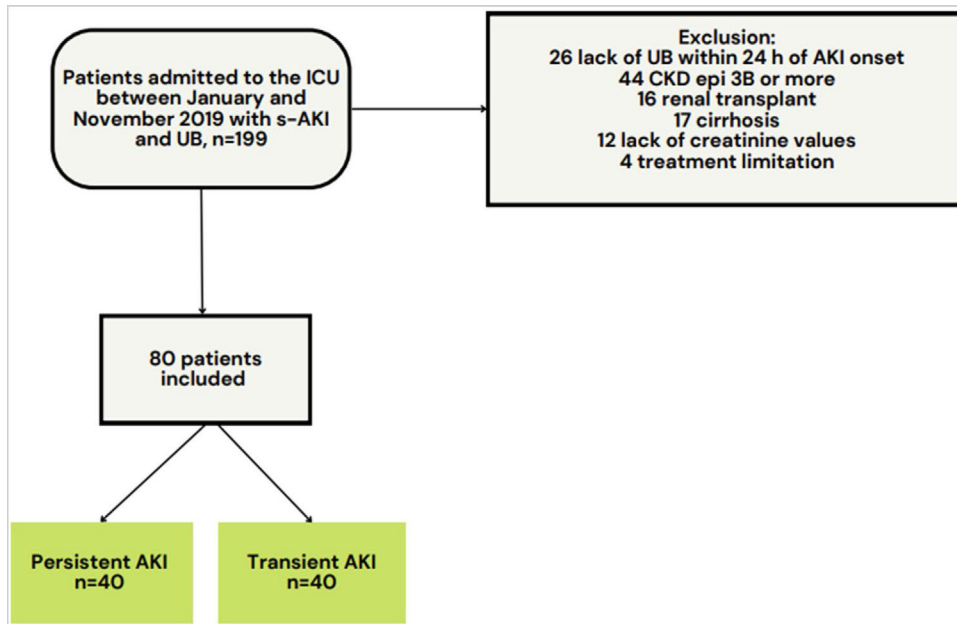 Patients admitted to the ICU
between January and
November 2019 with s-AKI
and UB, n=199
Exclusion:
26 lack of UB within 24 h of AKI onset
44 CKD epi 3B or more
16 renal transplant
17 cirrhosis
12 lack of creatinine values
4 treatment limitation
80 patients
included
Persistent AKI
n=40
Transient AKI
n=40